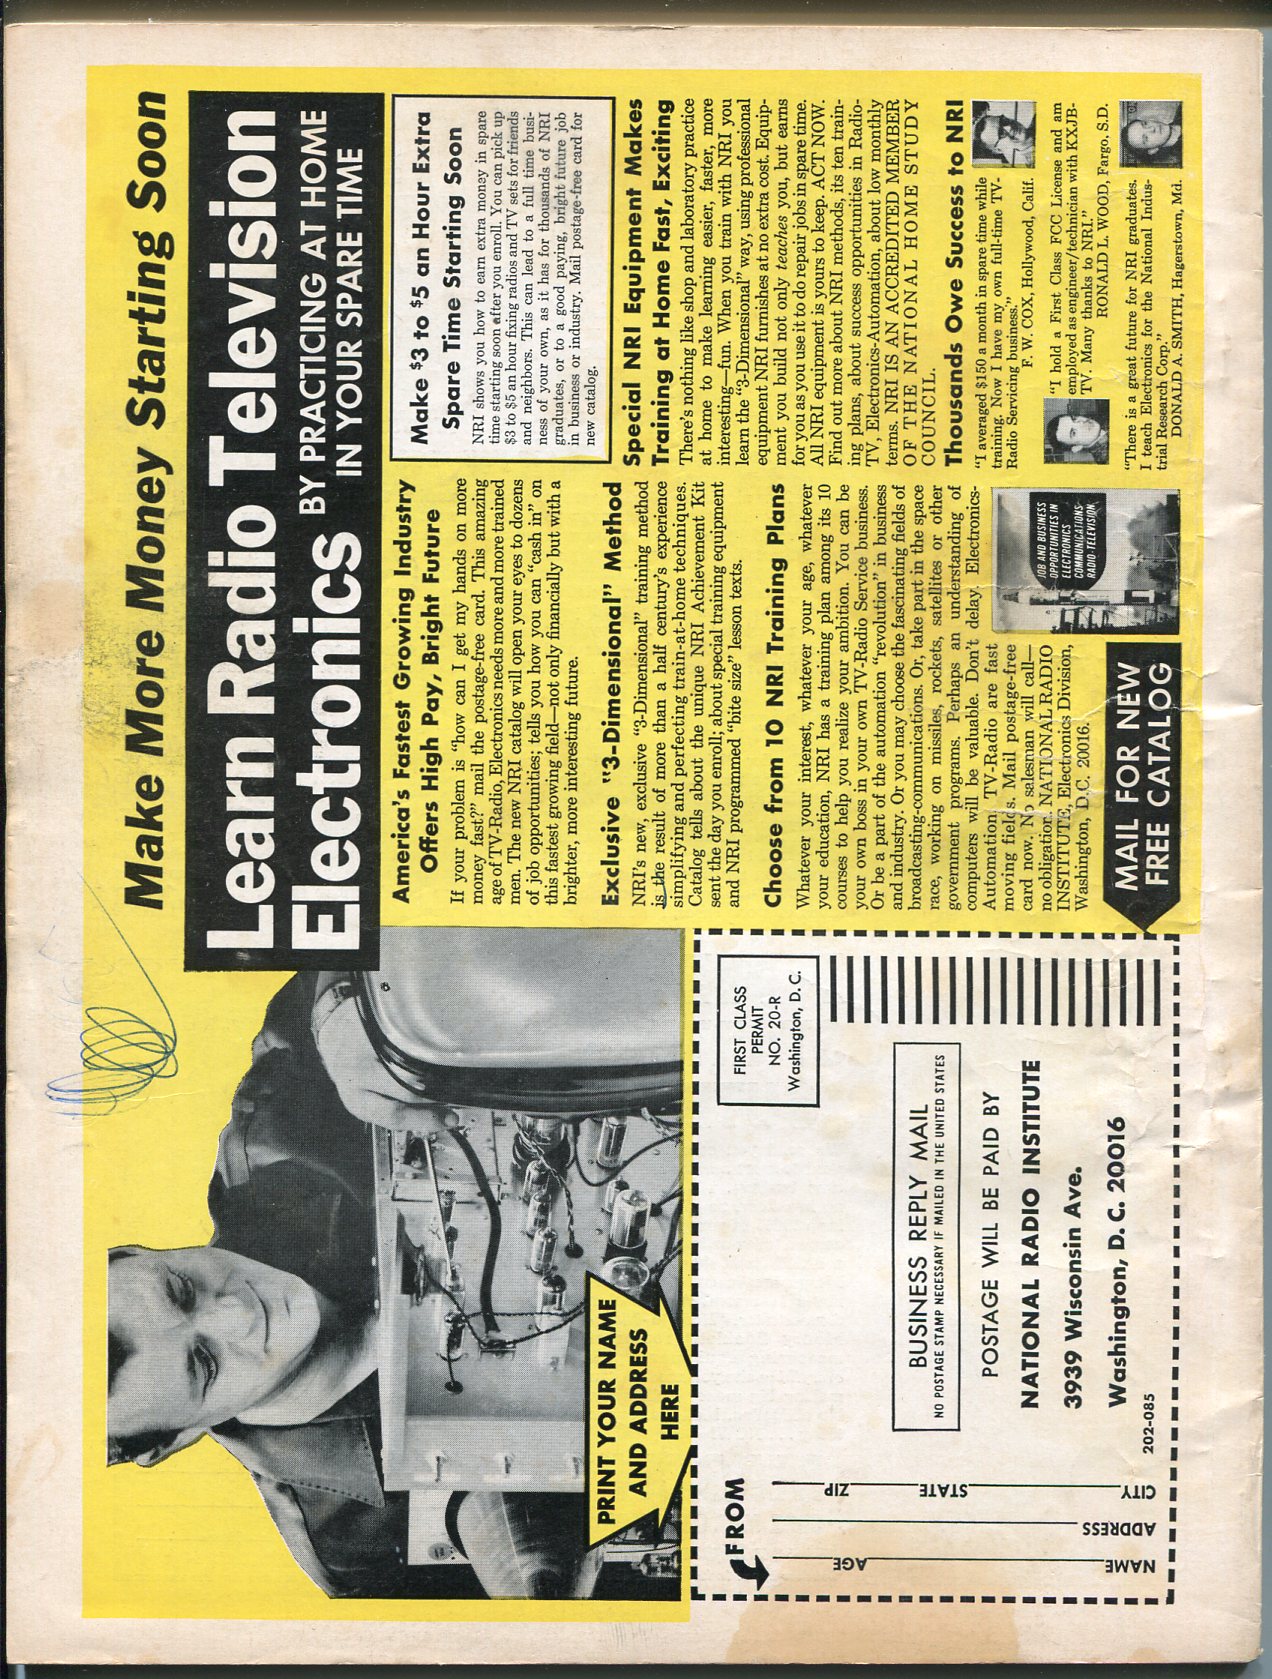 Make More Money Starting Soon
Learn Radio Television
Electronics
BY PRACTICING AT HOME
IN YOUR SPARE TIME
America's Fastest Growing Industry
Offers High Pay, Bright Future
If your problem is "how can I get my hands on more
money fast?" mail the postage-free card. This amazing
age of TV-Radio, Electronics needs more and more trained
men. The new NRI catalog will open your eyes to dozens
of job opportunities; tells you how you can "cash in" on
this fastest growing field—not only financially but with a
brighter, more interesting future.
Exclusive "3-Dimensional" Method
NRI's new, exclusive "3-Dimensional" training method
is the result of more than a half century's experience
simplifying and perfecting train-at-home techniques.
Catalog tells about the unique NRI Achievement Kit
sent the day you enroll; about special training equipment
and NRI programmed "bite size" lesson texts.
Choose from 10 NRI Training Plans
Whatever your interest, whatever your age, whatever
your education, NRI has a training plan among its 10
courses to help you realize your ambition. You can be
your own boss in your own TV-Radio Service business.
Or be a part of the automation "revolution" in business
and industry. Or you may choose the fascinating fields of
broadcasting-communications. Or, take part in the space
race, working on missiles, rockets, satellites or other
government programs. Perhaps an understanding of
computers will be valuable. Don't delay. Electronics-
Automation, TV-Radio are fast
moving fields. Mail postage-free
card now. No salesman will call—
no obligation. NATIONAL RADIO
INSTITUTE, Electronics Division,
Washington, D.C. 20016.
JOB AND BUSINESS
OPPORTUNITIES IN
ELECTRONICS
COMMUNICATIONS
RADIO-TELEVISION
MAIL FOR NEW
FREE CATALOG
Make $3 to $5 an Hour Extra
Spare Time Starting Soon
NRI shows you how to earn extra money in spare
time starting soon after you enroll. You can pick up
$3 to $5 an hour fixing radios and TV sets for friends
and neighbors. This can lead to a full time busi-
ness of your own, as it has for thousands of NRI
graduates, or to a good paying, bright future job
in business or industry. Mail postage-free card for
new catalog.
Special NRI Equipment Makes
Training at Home Fast, Exciting
There's nothing like shop and laboratory practice
at home to make learning easier, faster, more
interesting—fun. When you train with NRI you
learn the "3-Dimensional" way, using professional
equipment NRI furnishes at no extra cost. Equip-
ment you build not only teaches you, but earns
for you as you use it to do repair jobs in spare time.
All NRI equipment is yours to keep. ACT NOW.
Find out more about NRI methods, its ten train-
ing plans, about success opportunities in Radio-
TV, Electronics-Automation, about low monthly
terms. NRI IS AN ACCREDITED MEMBER
OF THE NATIONAL HOME STUDY
COUNCIL.
Thousands Owe Success to NRI
"I averaged $150 a month in spare time while
training. Now I have my own full-time TV-
Radio Servicing business."
F. W. COX, Hollywood, Calif.
"I hold a First Class FCC License and am
employed as engineer/technician with KXJB-
TV. Many thanks to NRI."
RONALD L. WOOD, Fargo, S.D.
"There is a great future for NRI graduates.
I teach Electronics for the National Indus-
trial Research Corp."
DONALD A. SMITH, Hagerstown, Md.
PRINT YOUR NAME
AND ADDRESS
HERE
FROM
NAME
AGE
ADDRESS
CITY
STATE
ZIP
FIRST CLASS
PERMIT
NO. 20-R
Washington, D. C.
BUSINESS REPLY MAIL
NO POSTAGE STAMP NECESSARY IF MAILED IN THE UNITED STATES
POSTAGE WILL BE PAID BY
NATIONAL RADIO INSTITUTE
3939 Wisconsin Ave.
Washington, D. C. 20016
202-085